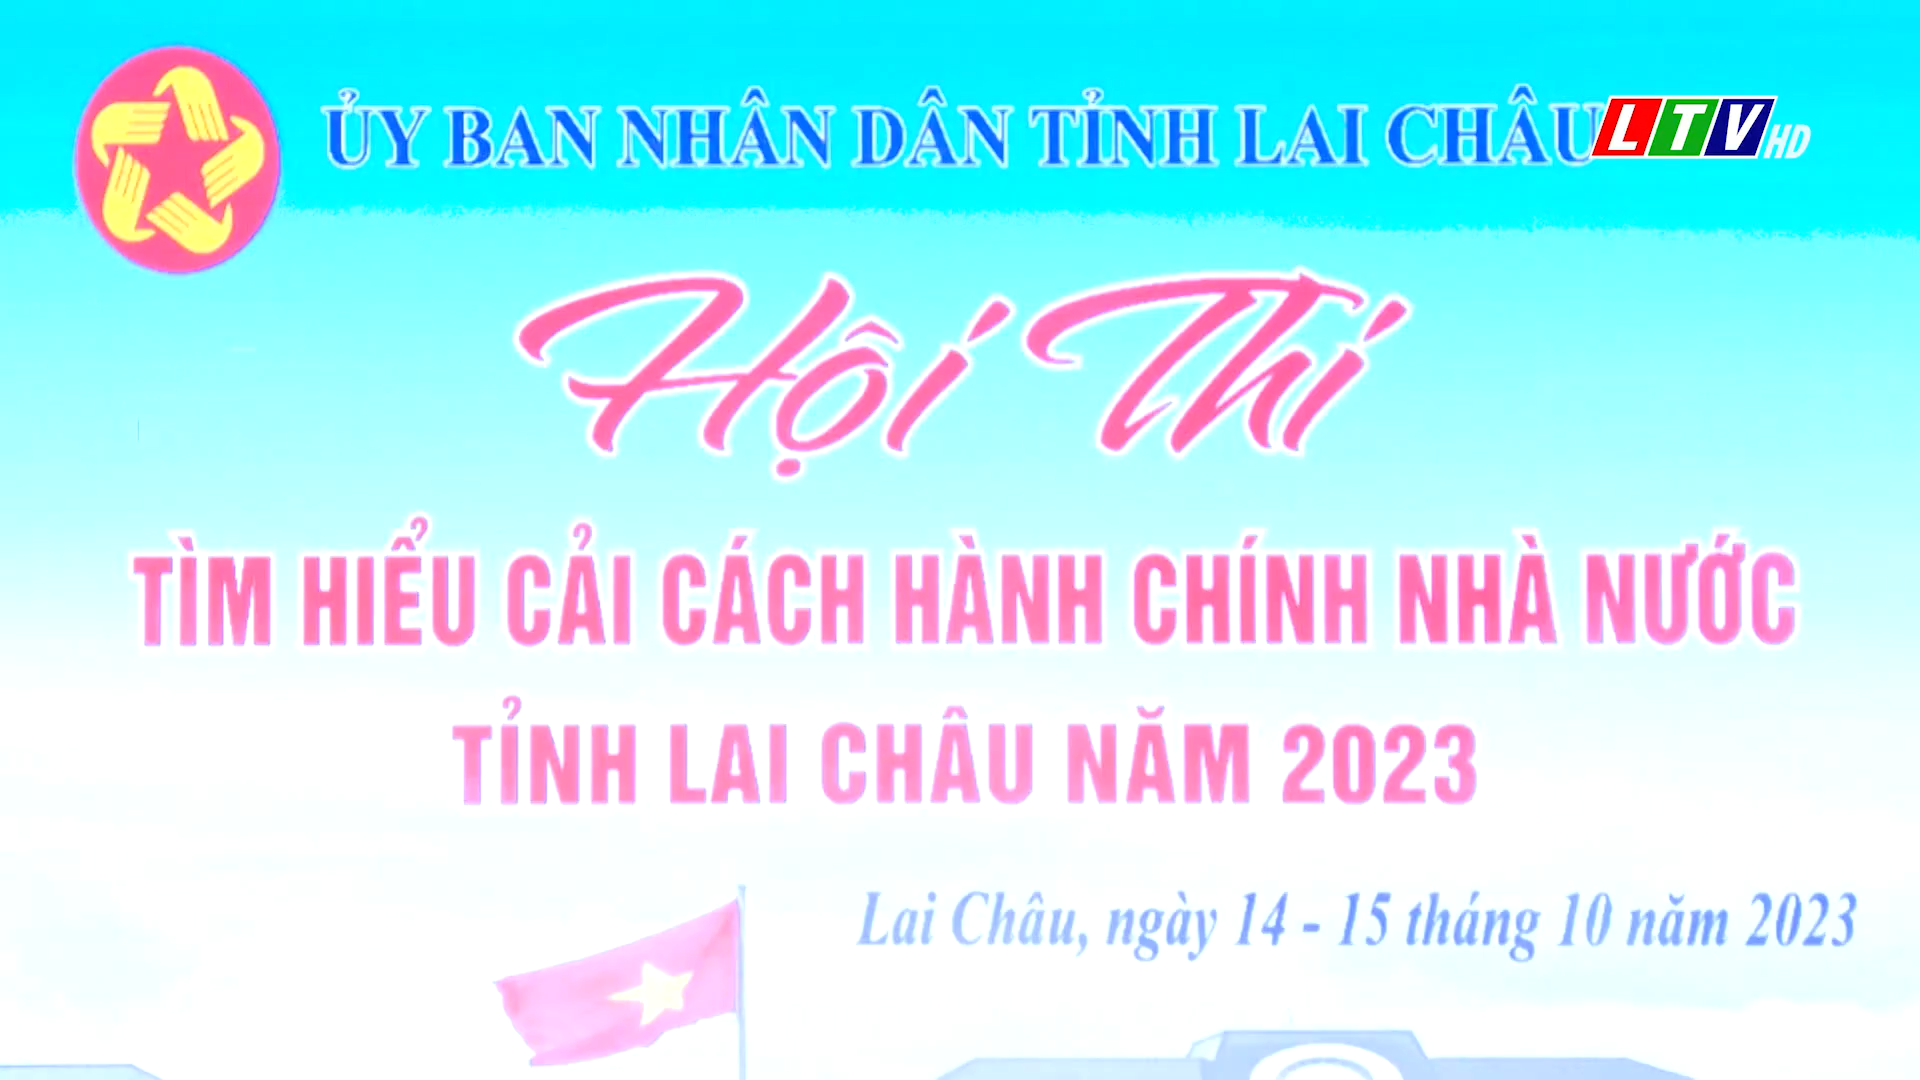 ỦY BAN NHÂN DÂN TỈNH LAI CHÂU
LTV HD
Hội Thi
TÌM HIỂU CẢI CÁCH HÀNH CHÍNH NHÀ NƯỚC
TỈNH LAI CHÂU NĂM 2023
Lai Châu, ngày 14 - 15 tháng 10 năm 2023